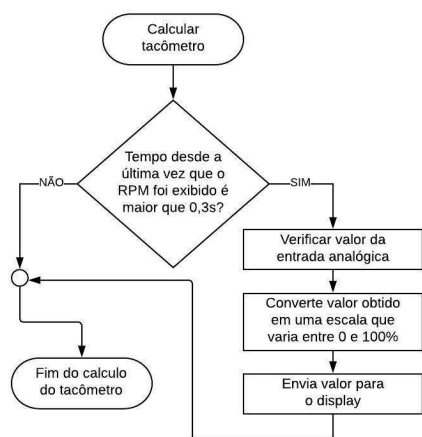 Calcular
tacômetro
Tempo desde a
última vez que o
RPM foi exibido é
maior que 0,3s?
NÃO
SIM
Verificar valor da
entrada analógica
Converte valor obtido
em uma escala que
varia entre 0 e 100%
Envia valor para
o display
Fim do calculo
do tacômetro